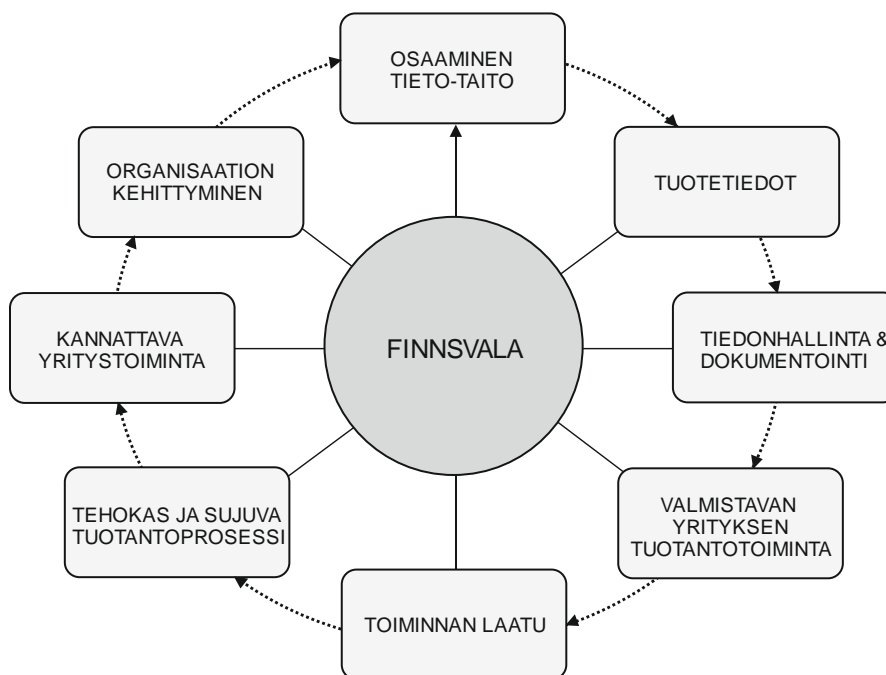 OSAAMINEN
TIETO-TAITO
TUOTETIEDOT
TIEDONHALLINTA &
DOKUMENTOINTI
VALMISTAVAN
YRITYKSEN
TUOTANTOTOIMINTA
TOIMINNAN LAATU
TEHOKAS JA SUJUVA
TUOTANTOPROSESSI
KANNATTAVA
YRITYSTOIMINTA
ORGANISAATION
KEHITTYMINEN
FINNSVALA